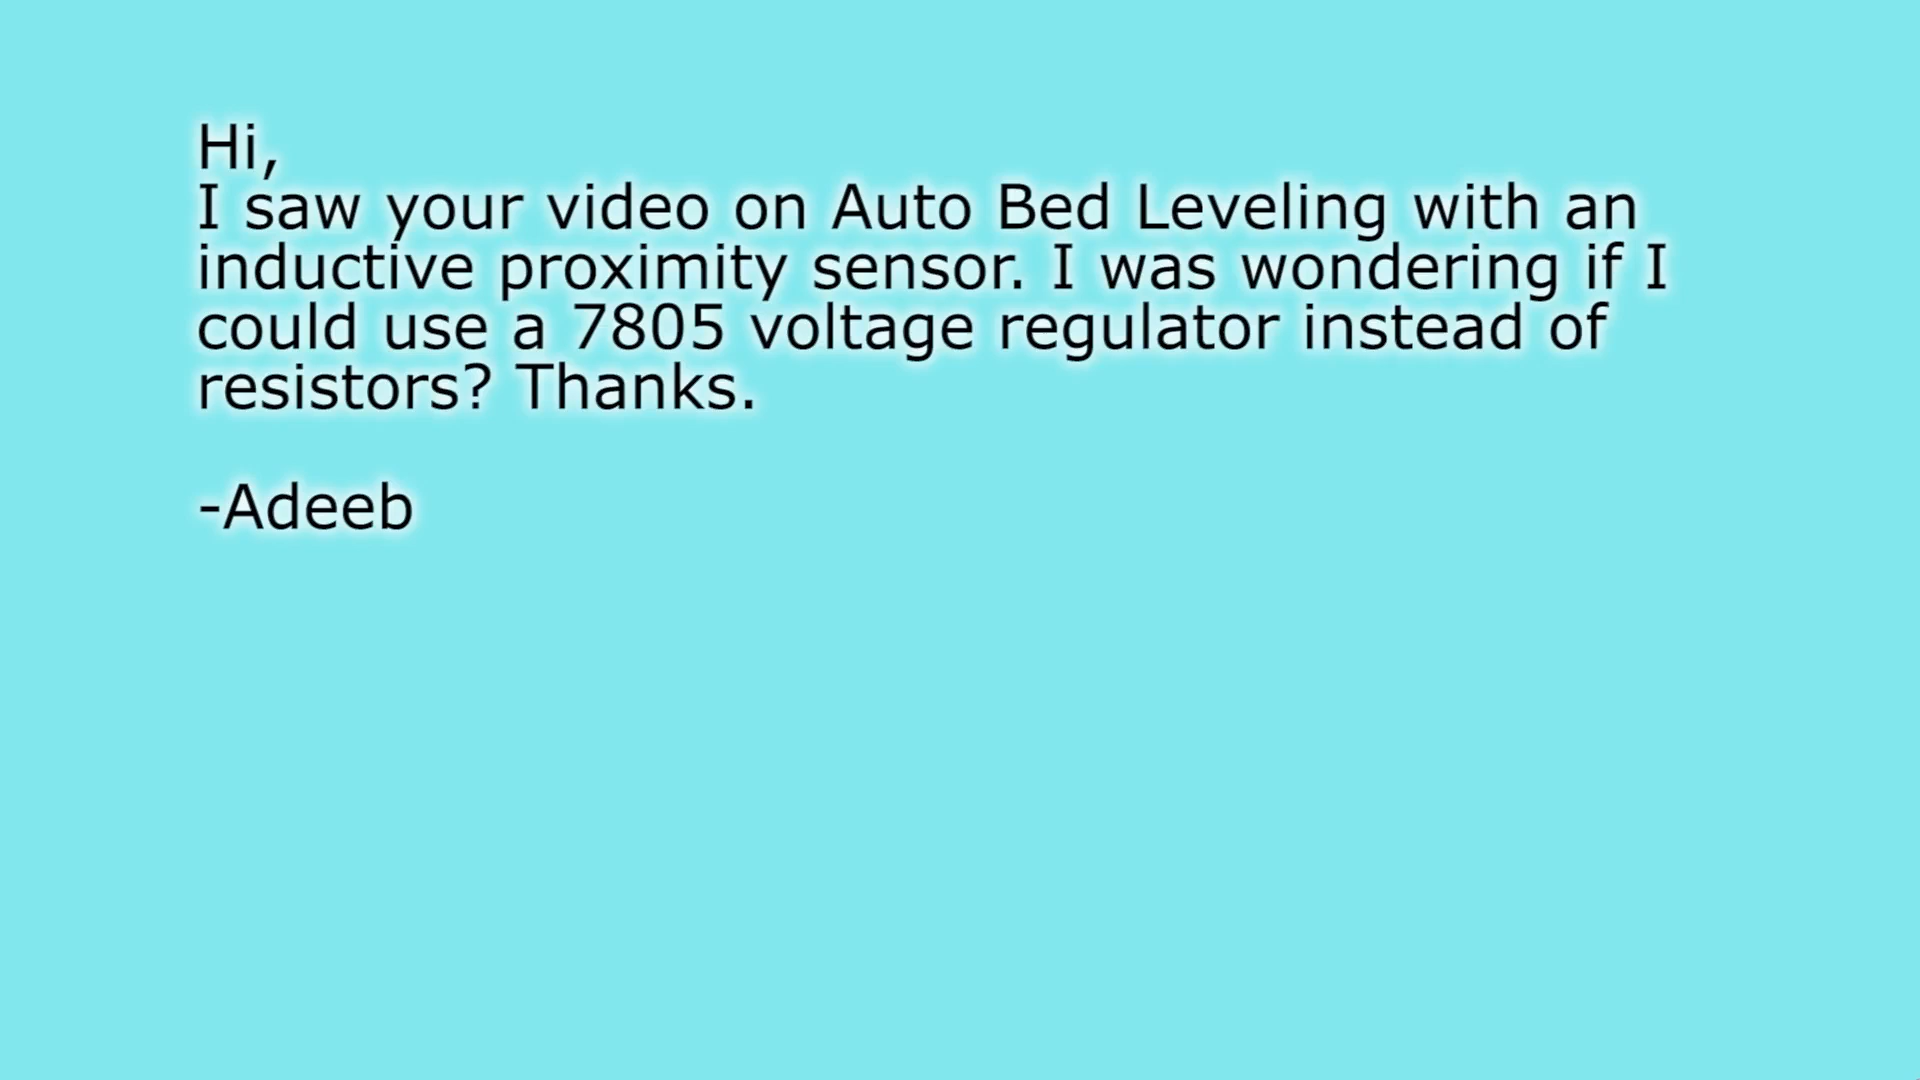 Hi,
I saw your video on Auto Bed Leveling with an
inductive proximity sensor. I was wondering if I
could use a 7805 voltage regulator instead of
resistors? Thanks.
-Adeeb